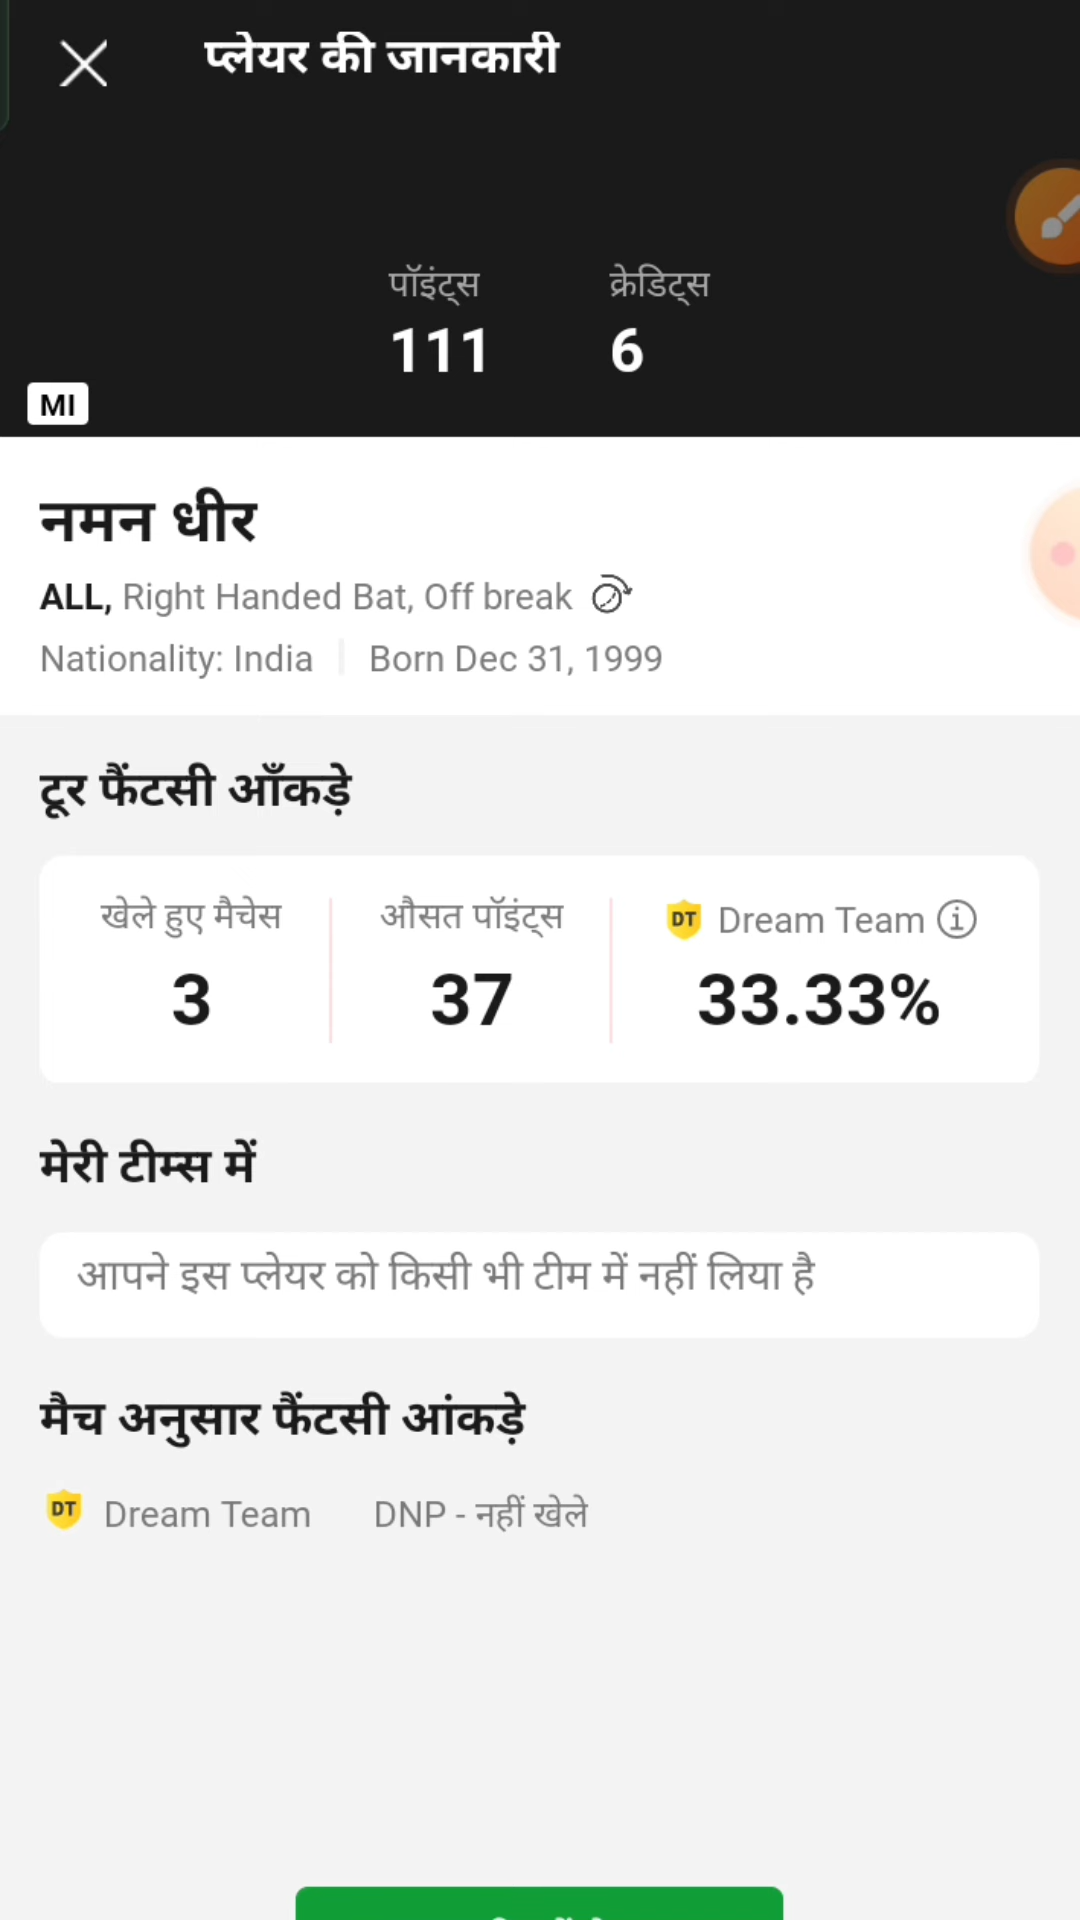 प्लेयर की जानकारी
पॉइंट्स क्रेडिट्स
111 6
MI
नमन धीर
ALL, Right Handed Bat, Off break
Nationality: India Born Dec 31, 1999
टूर फैंटसी आँकड़े
खेले हुए मैचेस औसत पॉइंट्स DT Dream Team
3 37 33.33%
मेरी टीम्स में
आपने इस प्लेयर को किसी भी टीम में नहीं लिया है
मैच अनुसार फैंटसी आंकड़े
DT Dream Team DNP - नहीं खेले